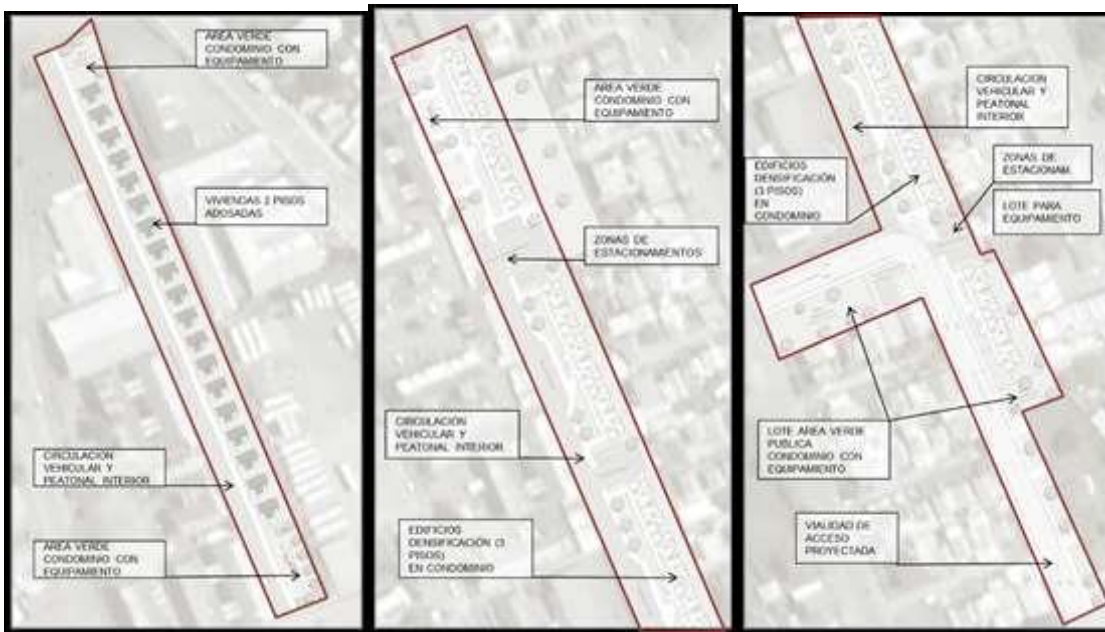 AREA VERDE
CONDOMINIO CON
EQUIPAMIENTO
VIVIENDAS 2 PISOS
ADOSADAS
CIRCULACION
VEHICULAR Y
PEATONAL INTERIOR
AREA VERDE
CONDOMINIO CON
EQUIPAMIENTO
AREA VERDE
CONDOMINIO CON
EQUIPAMIENTO
ZONAS DE
ESTACIONAMIENTOS
CIRCULACION
VEHICULAR Y
PEATONAL INTERIOR
EDIFICIOS
DENSIFICACIÓN (3
PISOS)
EN CONDOMINIO
CIRCULACION
VEHICULAR Y
PEATONAL
INTERIOR
EDIFICIOS
DENSIFICACIÓN
(3 PISOS)
EN
CONDOMINIO
ZONAS DE
ESTACIONAM.
LOTE PARA
EQUIPAMIENTO
LOTE AREA VERDE
PUBLICA
CONDOMINIO CON
EQUIPAMIENTO
VIALIDAD DE
ACCESO
PROYECTADA